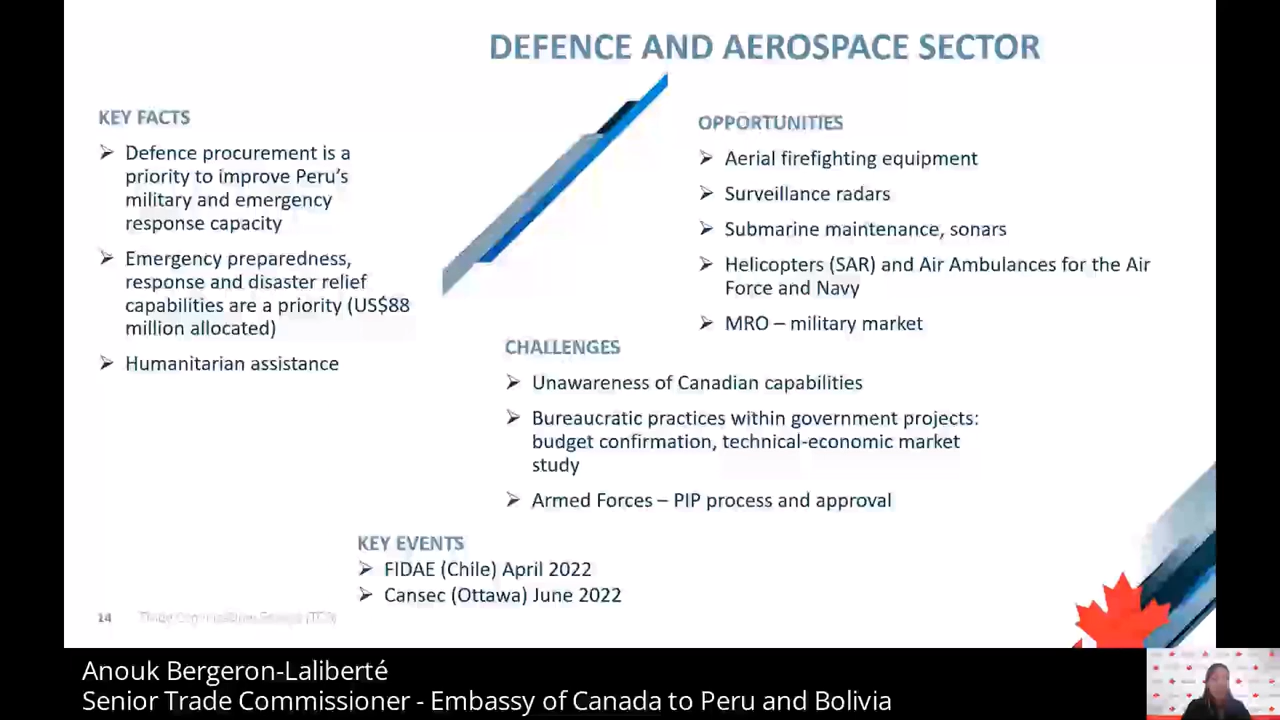 DEFENCE AND AEROSPACE SECTOR
KEY FACTS
Defence procurement is a
priority to improve Peru's
military and emergency
response capacity
Emergency preparedness,
response and disaster relief
capabilities are a priority (US$88
million allocated)
Humanitarian assistance
OPPORTUNITIES
Aerial firefighting equipment
Surveillance radars
Submarine maintenance, sonars
Helicopters (SAR) and Air Ambulances for the Air
Force and Navy
MRO – military market
CHALLENGES
Unawareness of Canadian capabilities
Bureaucratic practices within government projects:
budget confirmation, technical-economic market
study
Armed Forces – PIP process and approval
KEY EVENTS
FIDAE (Chile) April 2022
Cansec (Ottawa) June 2022
14 Trade Commissioner Service (TCS)
Anouk Bergeron-Laliberté
Senior Trade Commissioner - Embassy of Canada to Peru and Bolivia